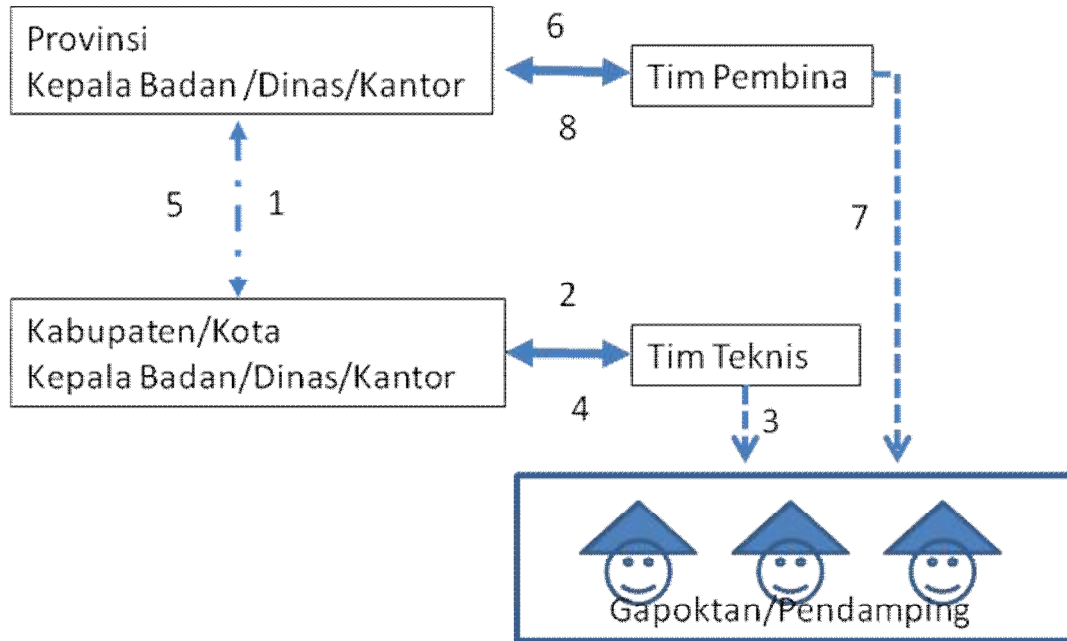 Provinsi
Kepala Badan /Dinas/Kantor
6
8
Tim Pembina
5
1
7
Kabupaten/Kota
Kepala Badan/Dinas/Kantor
2
4
Tim Teknis
3
Gapoktan/Pendamping